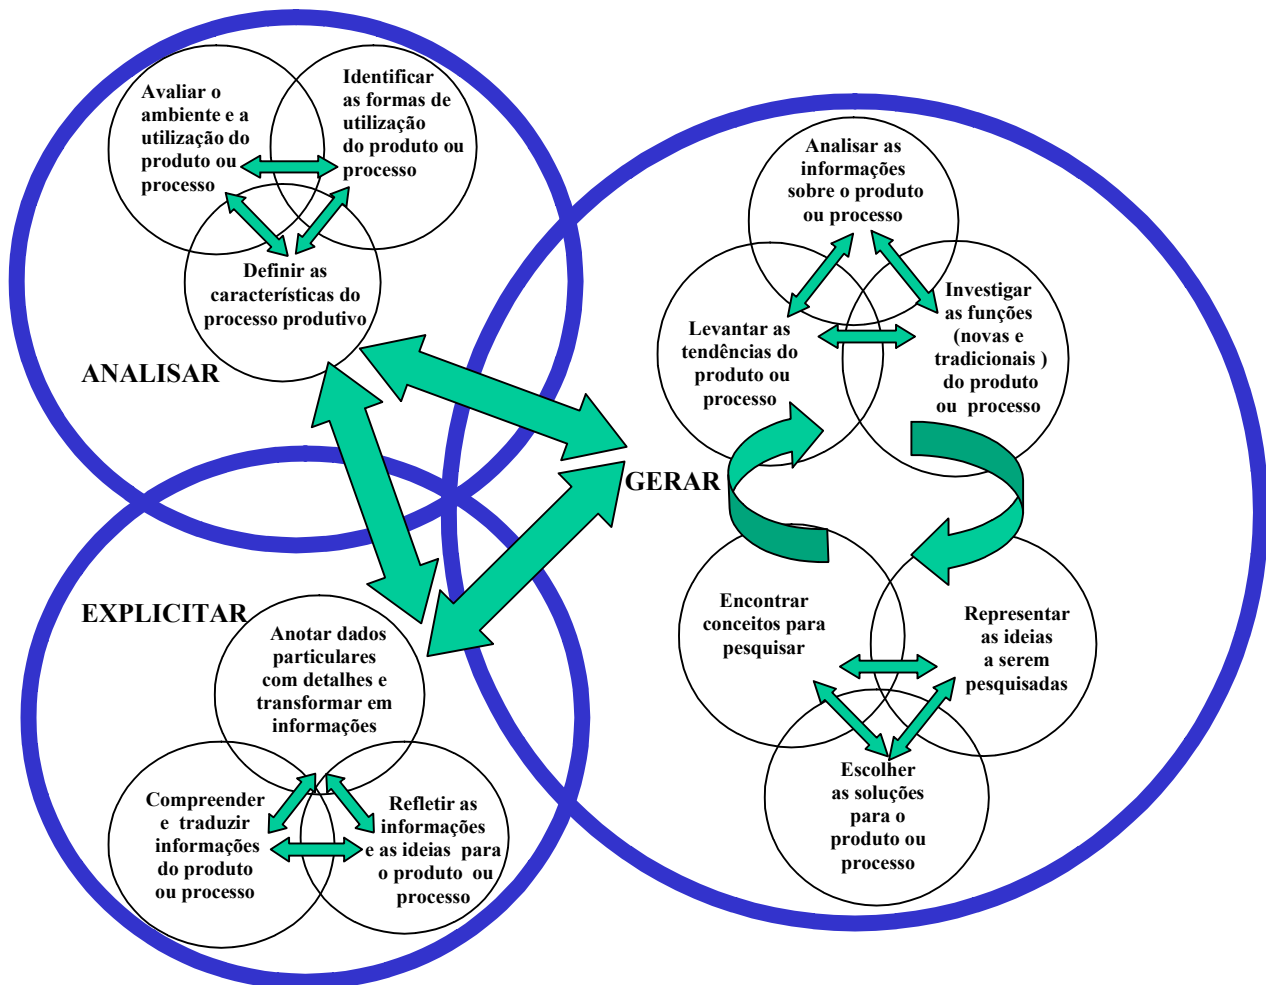 Avaliar o
ambiente e a
utilização do
produto ou
processo
Identificar
as formas de
utilização
do produto ou
processo
Definir as
características do
processo produtivo
ANALISAR
Analisar as
informações
sobre o produto
ou processo
Levantar as
tendências do
produto ou
processo
Investigar
as funções
(novas e
tradicionais )
do produto
ou processo
GERAR
Encontrar
conceitos para
pesquisar
Representar
as ideias
a serem
pesquisadas
Escolher
as soluções
para o
produto ou
processo
EXPLICITAR
Anotar dados
particulares
com detalhes e
transformar em
informações
Compreender
e traduzir
informações
do produto
ou processo
Refletir as
informações
e as ideias para
o produto ou
processo